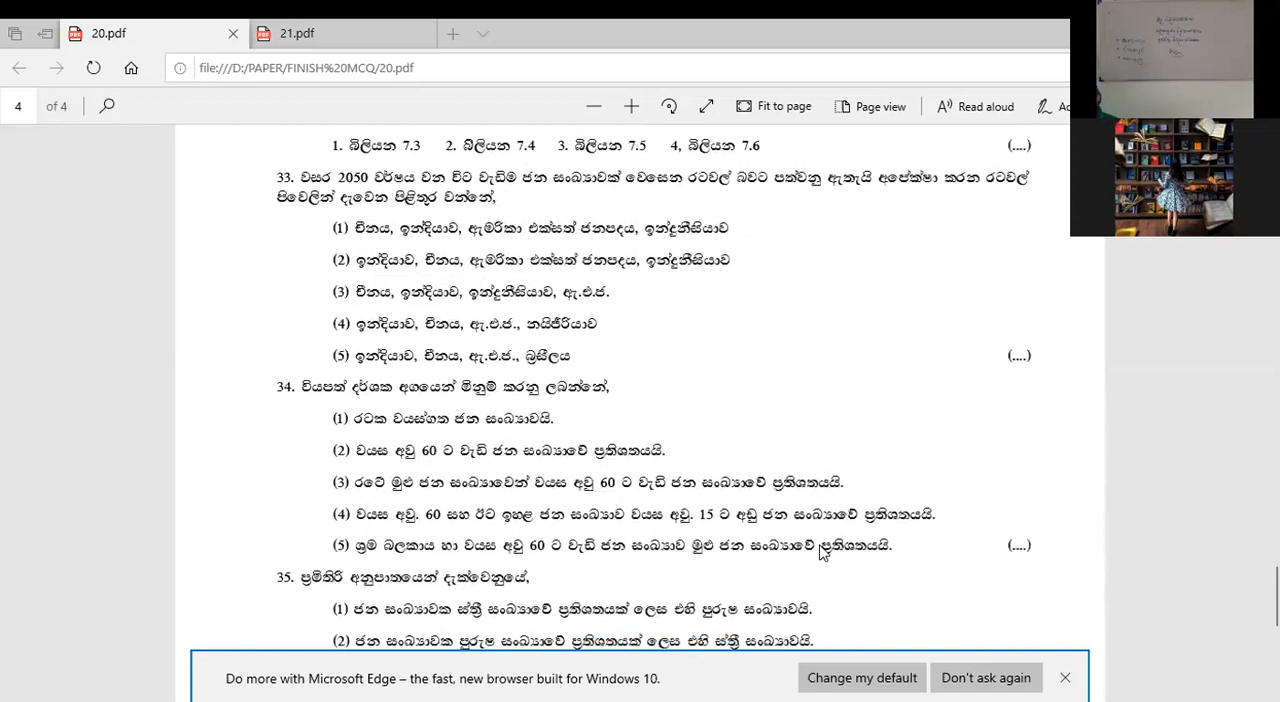 20.pdf
21.pdf
file:///D:/PAPER/FINISH%20MCQ/20.pdf
4 of 4
Fit to page
Page view
Read aloud
1. බිලියන 7.3 2. බිලියන 7.4 3. බිලියන 7.5 4, බිලියන 7.6 (....)
33. වසර 2050 වර්ෂය වන විට වැඩිම ජන සංඛ්‍යාවක් වෙසෙන රටවල් බවට පත්වනු ඇතැයි අපේක්ෂා කරන රටවල්
පිවෙලින් දැවෙන පිළිතුර වන්නේ,
(1) චීනය, ඉන්දියාව, ඇමරිකා එක්සත් ජනපදය, ඉන්දුනීසියාව
(2) ඉන්දියාව, චීනය, ඇමරිකා එක්සත් ජනපදය, ඉන්දුනීසියාව
(3) චීනය, ඉන්දියාව, ඉන්දුනීසියාව, ඇ.එ.ජ.
(4) ඉන්දියාව, චීනය, ඇ.එ.ජ., නයිජීරියාව
(5) ඉන්දියාව, චීනය, ඇ.එ.ජ., බ්‍රසීලය (....)
34. වියපත් දර්ශක අගයෙන් මිනුම් කරනු ලබන්නේ,
(1) රටක වයස්ගත ජන සංඛ්‍යාවයි.
(2) වයස අවු 60 ට වැඩි ජන සංඛ්‍යාවේ ප්‍රතිශතයයි.
(3) රටේ මුළු ජන සංඛ්‍යාවෙන් වයස අවු 60 ට වැඩි ජන සංඛ්‍යාවේ ප්‍රතිශතයයි.
(4) වයස අවු. 60 සහ ඊට ඉහළ ජන සංඛ්‍යාව වයස අවු. 15 ට අඩු ජන සංඛ්‍යාවේ ප්‍රතිශතයයි.
(5) ශ්‍රම බලකාය හා වයස අවු 60 ට වැඩි ජන සංඛ්‍යාව මුළු ජන සංඛ්‍යාවේ ප්‍රතිශතයයි. (....)
35. ප්‍රමිතිරි අනුපාතයෙන් දැක්වෙනුයේ,
(1) ජන සංඛ්‍යාවක ස්ත්‍රී සංඛ්‍යාවේ ප්‍රතිශතයක් ලෙස එහි පුරුෂ සංඛ්‍යාවයි.
(2) ජන සංඛ්‍යාවක පුරුෂ සංඛ්‍යාවේ ප්‍රතිශතයක් ලෙස එහි ස්ත්‍රී සංඛ්‍යාවයි.
Do more with Microsoft Edge – the fast, new browser built for Windows 10.
Change my default
Don't ask again